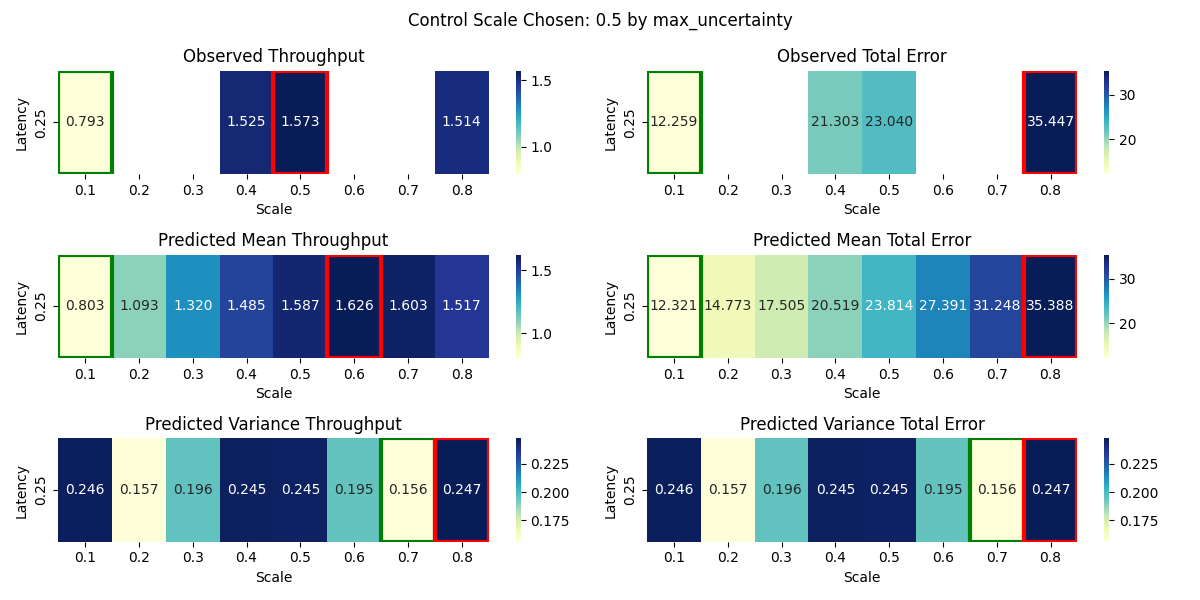 Control Scale Chosen: 0.5 by max_uncertainty
Observed Throughput
Latency
0.25
0.793
1.525
1.573
1.514
0.1 0.2 0.3 0.4 0.5 0.6 0.7 0.8
Scale
1.5
1.0
Observed Total Error
Latency
0.25
12.259
21.303
23.040
35.447
0.1 0.2 0.3 0.4 0.5 0.6 0.7 0.8
Scale
30
20
Predicted Mean Throughput
Latency
0.25
0.803 1.093 1.320 1.485 1.587 1.626 1.603 1.517
0.1 0.2 0.3 0.4 0.5 0.6 0.7 0.8
Scale
1.5
1.0
Predicted Mean Total Error
Latency
0.25
12.321 14.773 17.505 20.519 23.814 27.391 31.248 35.388
0.1 0.2 0.3 0.4 0.5 0.6 0.7 0.8
Scale
30
20
Predicted Variance Throughput
Latency
0.25
0.246 0.157 0.196 0.245 0.245 0.195 0.156 0.247
0.1 0.2 0.3 0.4 0.5 0.6 0.7 0.8
Scale
0.225
0.200
0.175
Predicted Variance Total Error
Latency
0.25
0.246 0.157 0.196 0.245 0.245 0.195 0.156 0.247
0.1 0.2 0.3 0.4 0.5 0.6 0.7 0.8
Scale
0.225
0.200
0.175